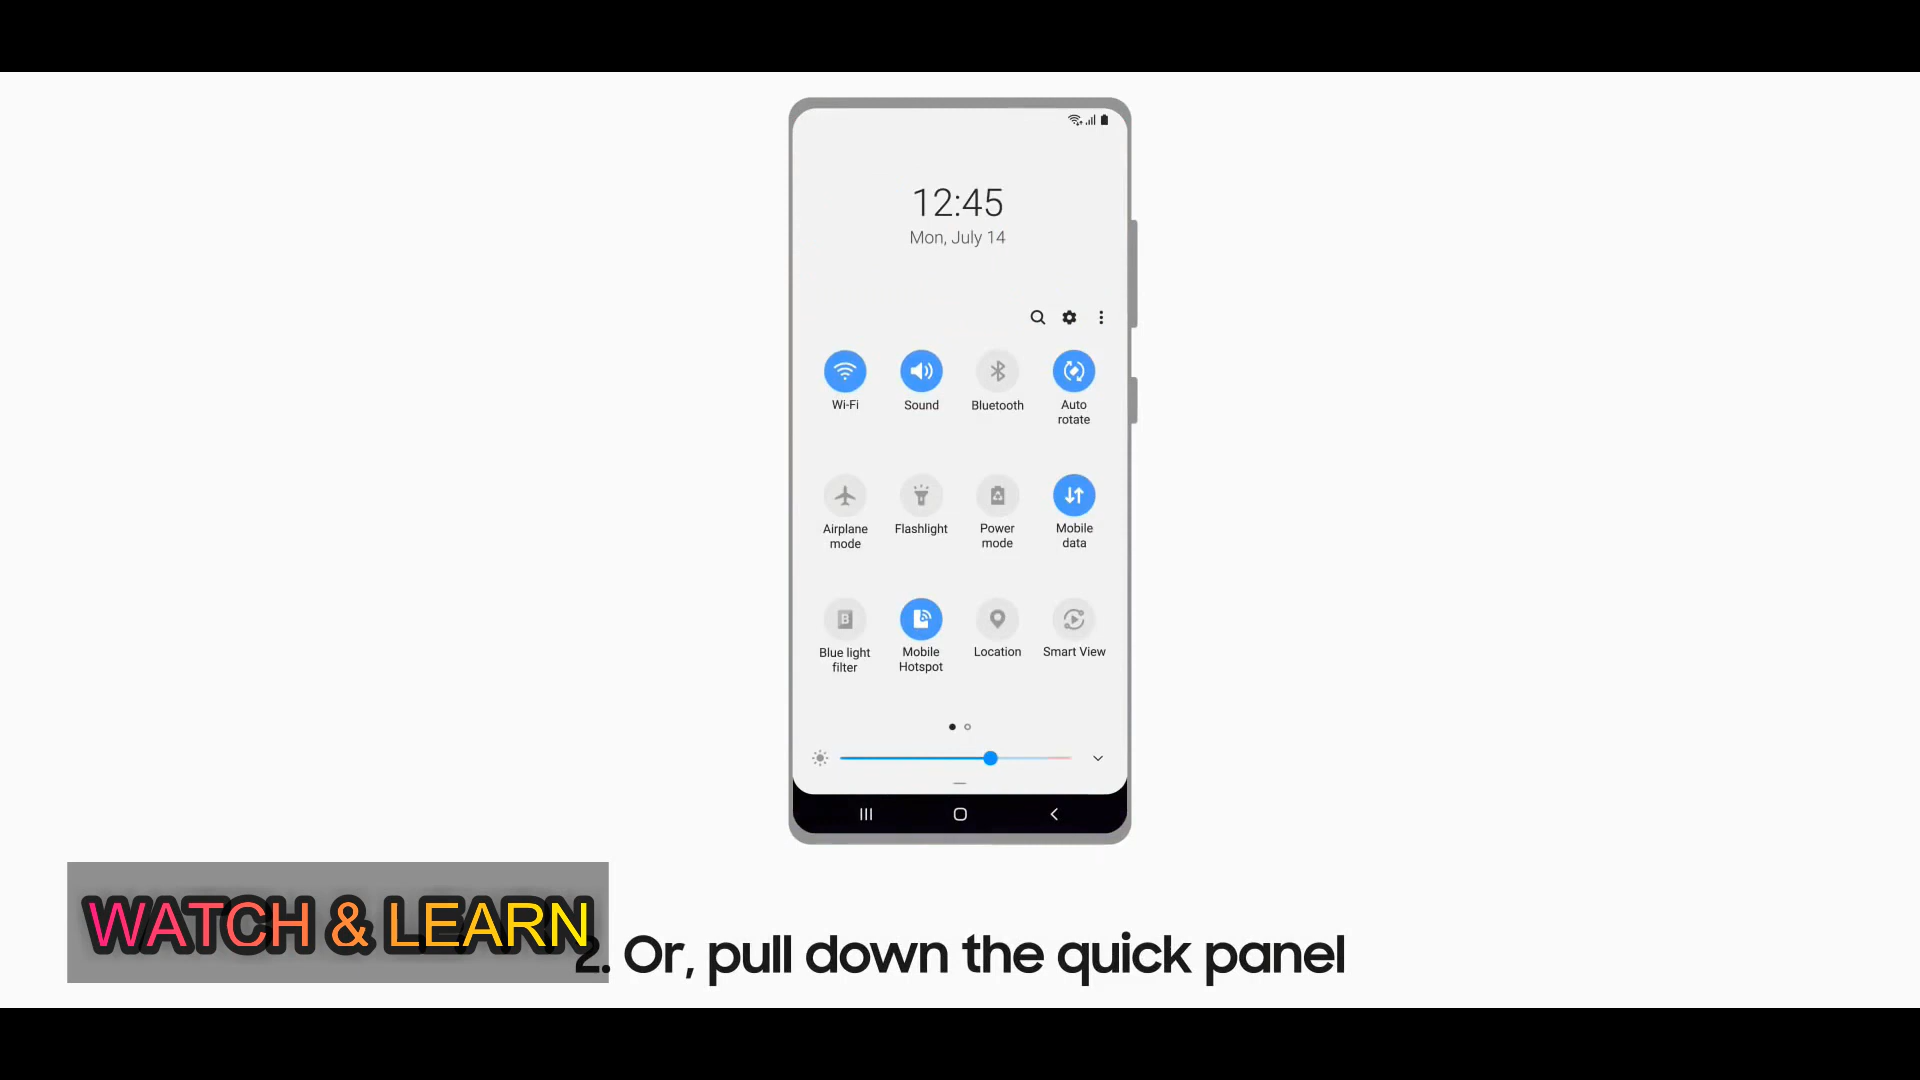 12:45
Mon, July 14
Wi-Fi
Sound
Bluetooth
Auto
rotate
Airplane
mode
Flashlight
Power
mode
Mobile
data
B
Blue light
filter
Mobile
Hotspot
Location
Smart View
WATCH & LEARN
2. Or, pull down the quick panel